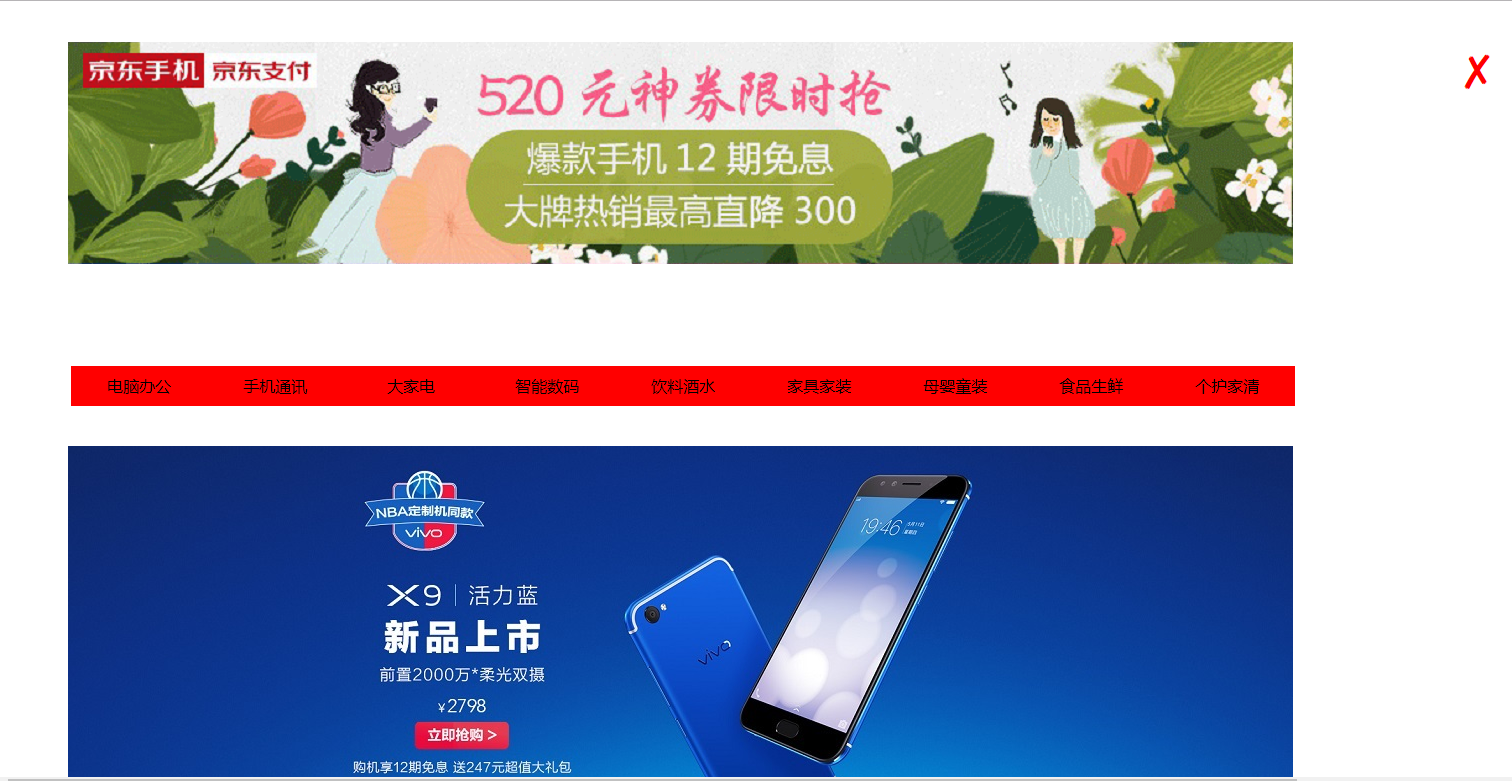 京东手机 京东支付
520 元神券限时抢
爆款手机 12 期免息
大牌热销最高直降 300
✗
电脑办公 手机通讯 大家电 智能数码 饮料酒水 家具家装 母婴童装 食品生鲜 个护家清
NBA定制机同款
vivo
X9 | 活力蓝
新品上市
前置2000万*柔光双摄
¥2798
立即抢购 >
购机享12期免息 送247元超值大礼包
vivo
19:46